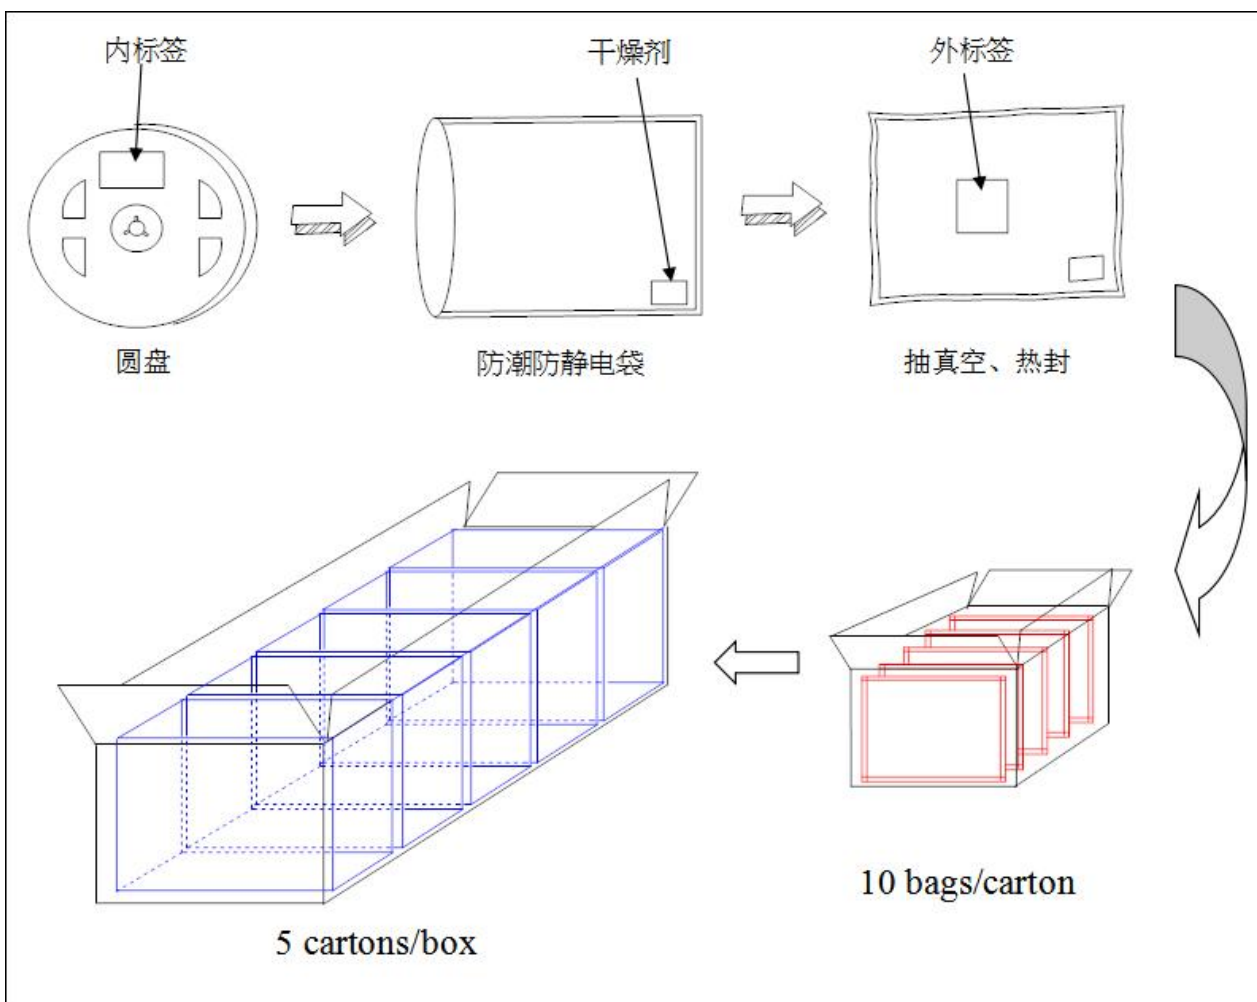 内标签
干燥剂
外标签
圆盘
防潮防静电袋
抽真空、热封
10 bags/carton
5 cartons/box